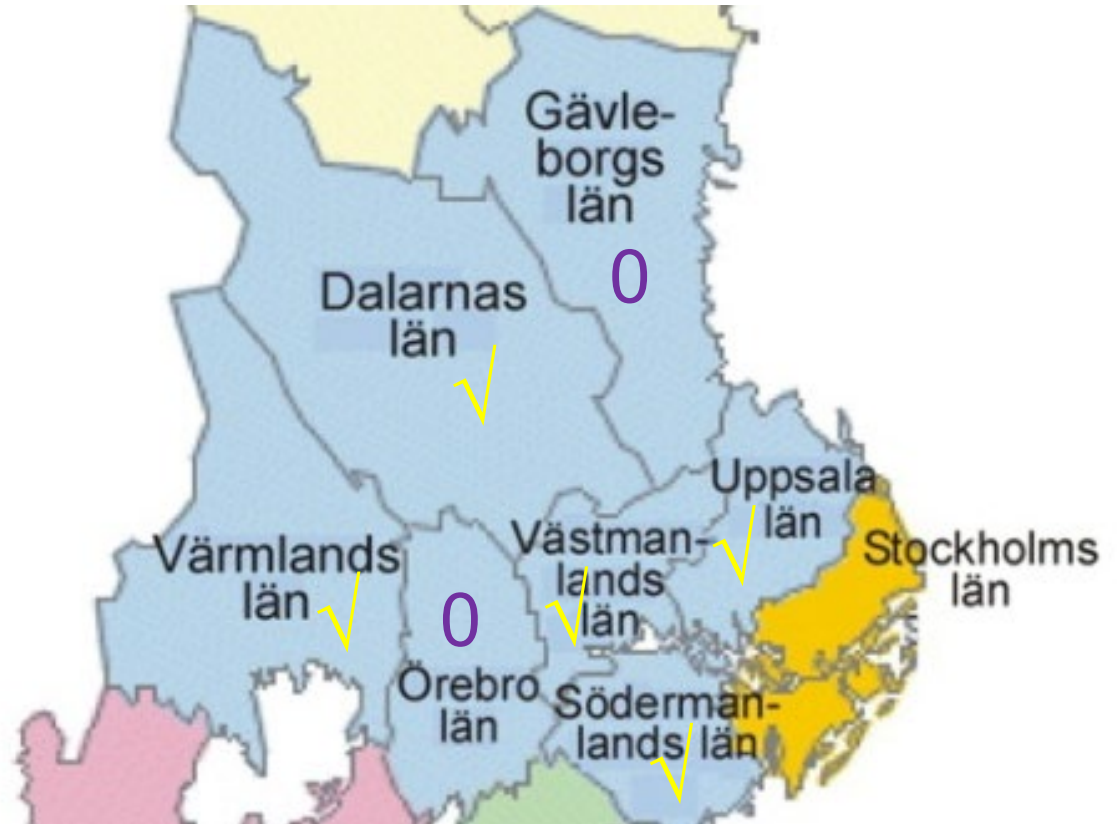 Gävle-
borgs
län
0
Dalarnas
län
√
Uppsala
län
√
Västman-
lands
län
√
Stockholms
län
Värmlands
län
√
0
Örebro
län
Söderman-
lands län
√